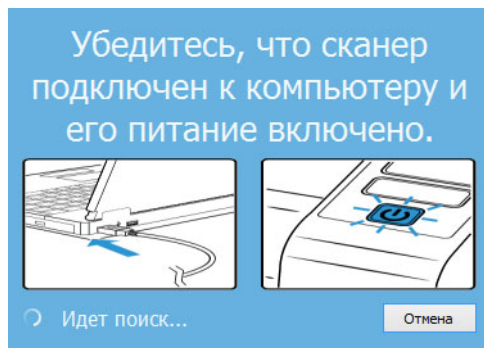 Убедитесь, что сканер
подключен к компьютеру и
его питание включено.
Идет поиск...
Отмена